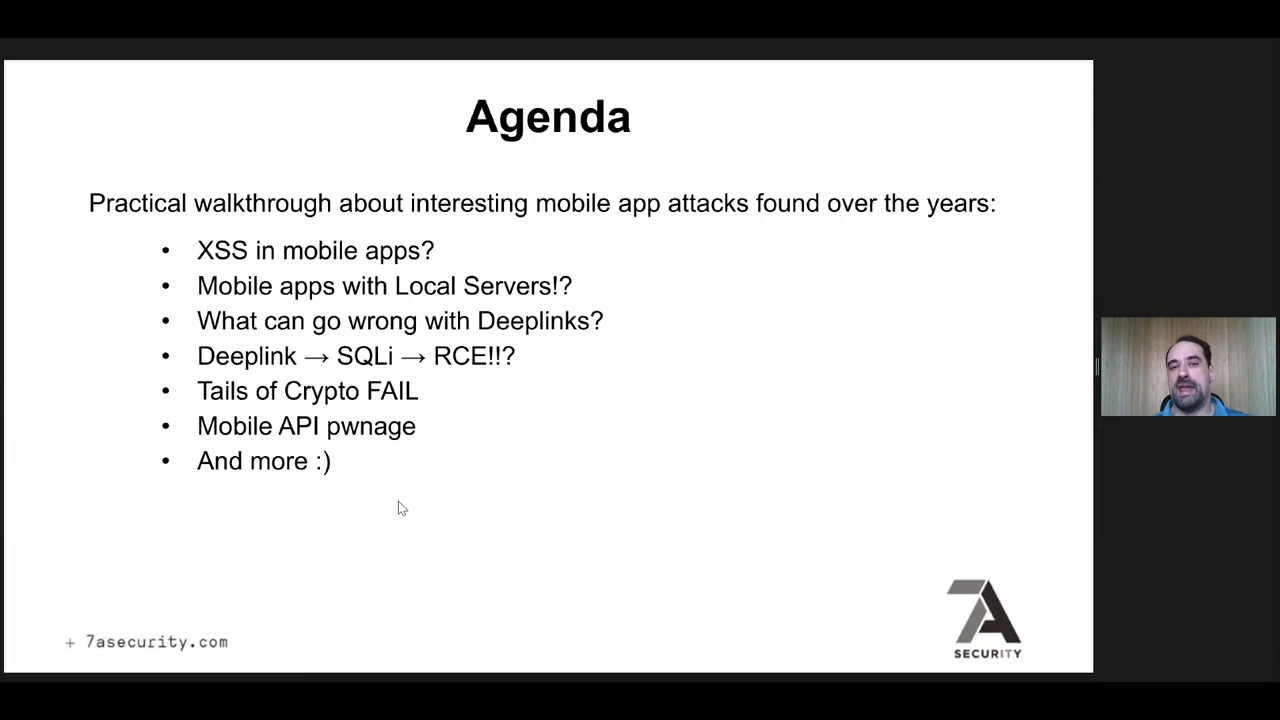 Agenda
Practical walkthrough about interesting mobile app attacks found over the years:
• XSS in mobile apps?
• Mobile apps with Local Servers!?
• What can go wrong with Deeplinks?
• Deeplink → SQLi → RCE!!?
• Tails of Crypto FAIL
• Mobile API pwnage
• And more :)
+ 7asecurity.com
7A
SECURITY